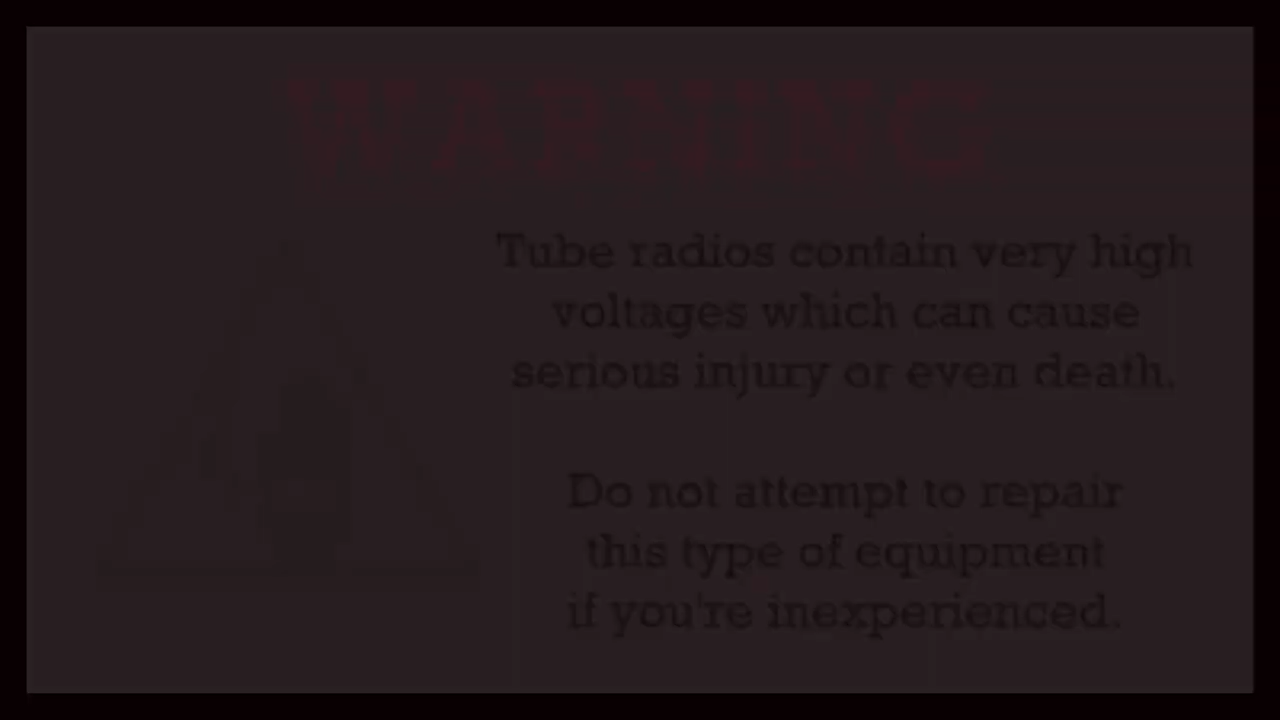 WARNING
Tube radios contain very high
voltages which can cause
serious injury or even death.
Do not attempt to repair
this type of equipment
if you're inexperienced.